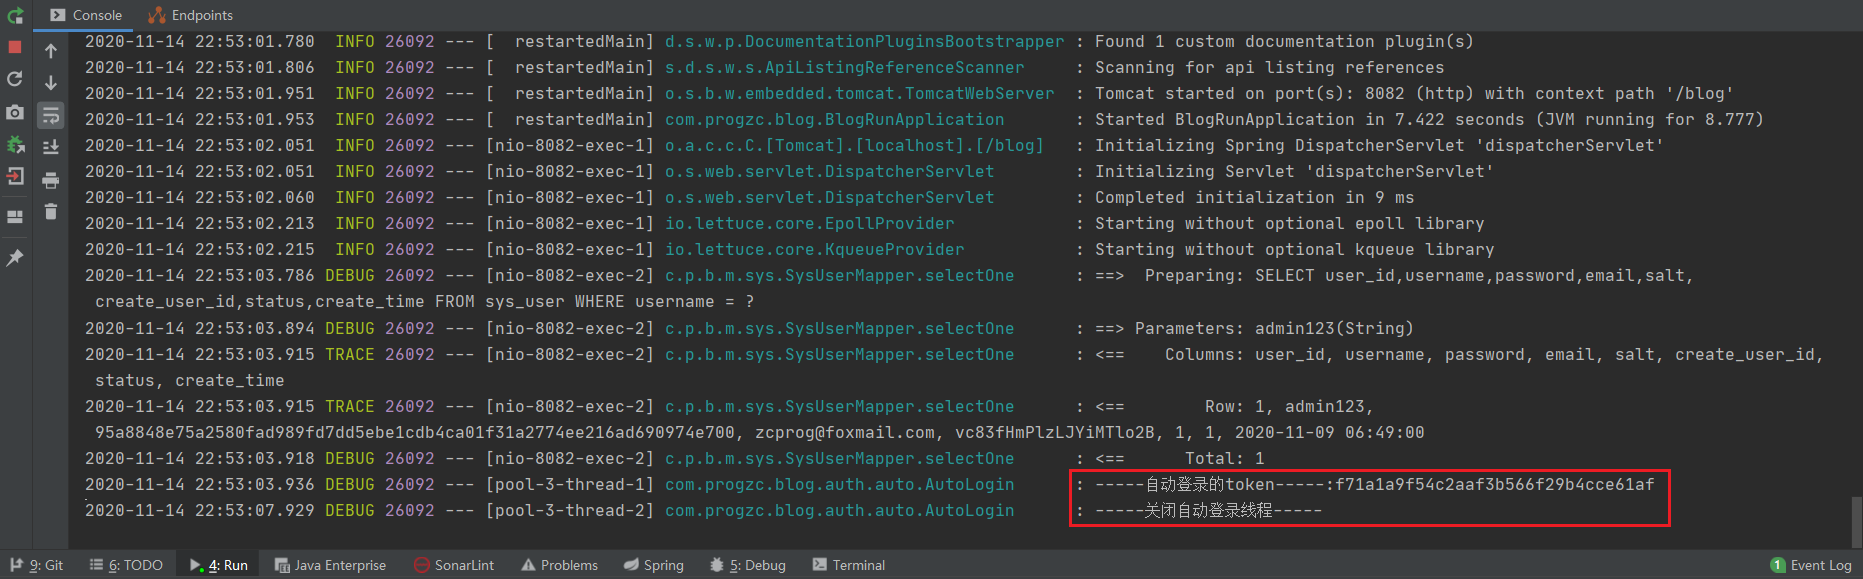 Console Endpoints
2020-11-14 22:53:01.780  INFO 26092 --- [  restartedMain] d.s.w.p.DocumentationPluginsBootstrapper : Found 1 custom documentation plugin(s)
2020-11-14 22:53:01.806  INFO 26092 --- [  restartedMain] s.d.s.w.s.ApiListingReferenceScanner     : Scanning for api listing references
2020-11-14 22:53:01.951  INFO 26092 --- [  restartedMain] o.s.b.w.embedded.tomcat.TomcatWebServer  : Tomcat started on port(s): 8082 (http) with context path '/blog'
2020-11-14 22:53:01.953  INFO 26092 --- [  restartedMain] com.progzc.blog.BlogRunApplication       : Started BlogRunApplication in 7.422 seconds (JVM running for 8.777)
2020-11-14 22:53:02.051  INFO 26092 --- [nio-8082-exec-1] o.a.c.c.C.[Tomcat].[localhost].[/blog]   : Initializing Spring DispatcherServlet 'dispatcherServlet'
2020-11-14 22:53:02.051  INFO 26092 --- [nio-8082-exec-1] o.s.web.servlet.DispatcherServlet        : Initializing Servlet 'dispatcherServlet'
2020-11-14 22:53:02.060  INFO 26092 --- [nio-8082-exec-1] o.s.web.servlet.DispatcherServlet        : Completed initialization in 9 ms
2020-11-14 22:53:02.213  INFO 26092 --- [nio-8082-exec-1] io.lettuce.core.EpollProvider            : Starting without optional epoll library
2020-11-14 22:53:02.215  INFO 26092 --- [nio-8082-exec-1] io.lettuce.core.KqueueProvider           : Starting without optional kqueue library
2020-11-14 22:53:03.786 DEBUG 26092 --- [nio-8082-exec-2] c.p.b.m.sys.SysUserMapper.selectOne      : ==>  Preparing: SELECT user_id,username,password,email,salt,
create_user_id,status,create_time FROM sys_user WHERE username = ?
2020-11-14 22:53:03.894 DEBUG 26092 --- [nio-8082-exec-2] c.p.b.m.sys.SysUserMapper.selectOne      : ==> Parameters: admin123(String)
2020-11-14 22:53:03.915 TRACE 26092 --- [nio-8082-exec-2] c.p.b.m.sys.SysUserMapper.selectOne      : <==    Columns: user_id, username, password, email, salt, create_user_id,
status, create_time
2020-11-14 22:53:03.915 TRACE 26092 --- [nio-8082-exec-2] c.p.b.m.sys.SysUserMapper.selectOne      : <==        Row: 1, admin123,
95a8848e75a2580fad989fd7dd5ebe1cdb4ca01f31a2774ee216ad690974e700, zcprog@foxmail.com, vc83fHmPlzLJYiMTlo2B, 1, 1, 2020-11-09 06:49:00
2020-11-14 22:53:03.918 DEBUG 26092 --- [nio-8082-exec-2] c.p.b.m.sys.SysUserMapper.selectOne      : <==      Total: 1
2020-11-14 22:53:03.936 DEBUG 26092 --- [pool-3-thread-1] com.progzc.blog.auth.auto.AutoLogin      : -----自动登录的token-----:f71a1a9f54c2aaf3b566f29b4cce61af
2020-11-14 22:53:07.929 DEBUG 26092 --- [pool-3-thread-2] com.progzc.blog.auth.auto.AutoLogin      : -----关闭自动登录线程-----
9: Git 6: TODO 4: Run Java Enterprise SonarLint Problems Spring 5: Debug Terminal 1 Event Log